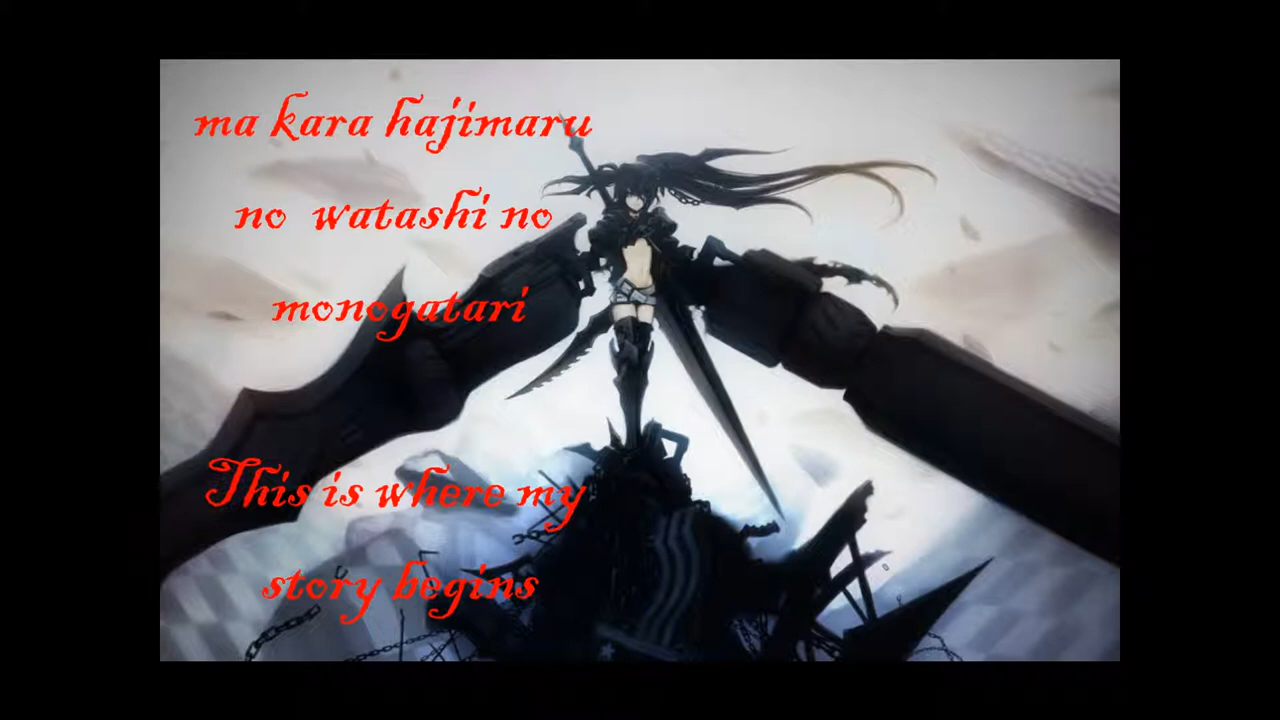 ma kara hajimaru
no watashi no
monogatari
This is where my
story begins